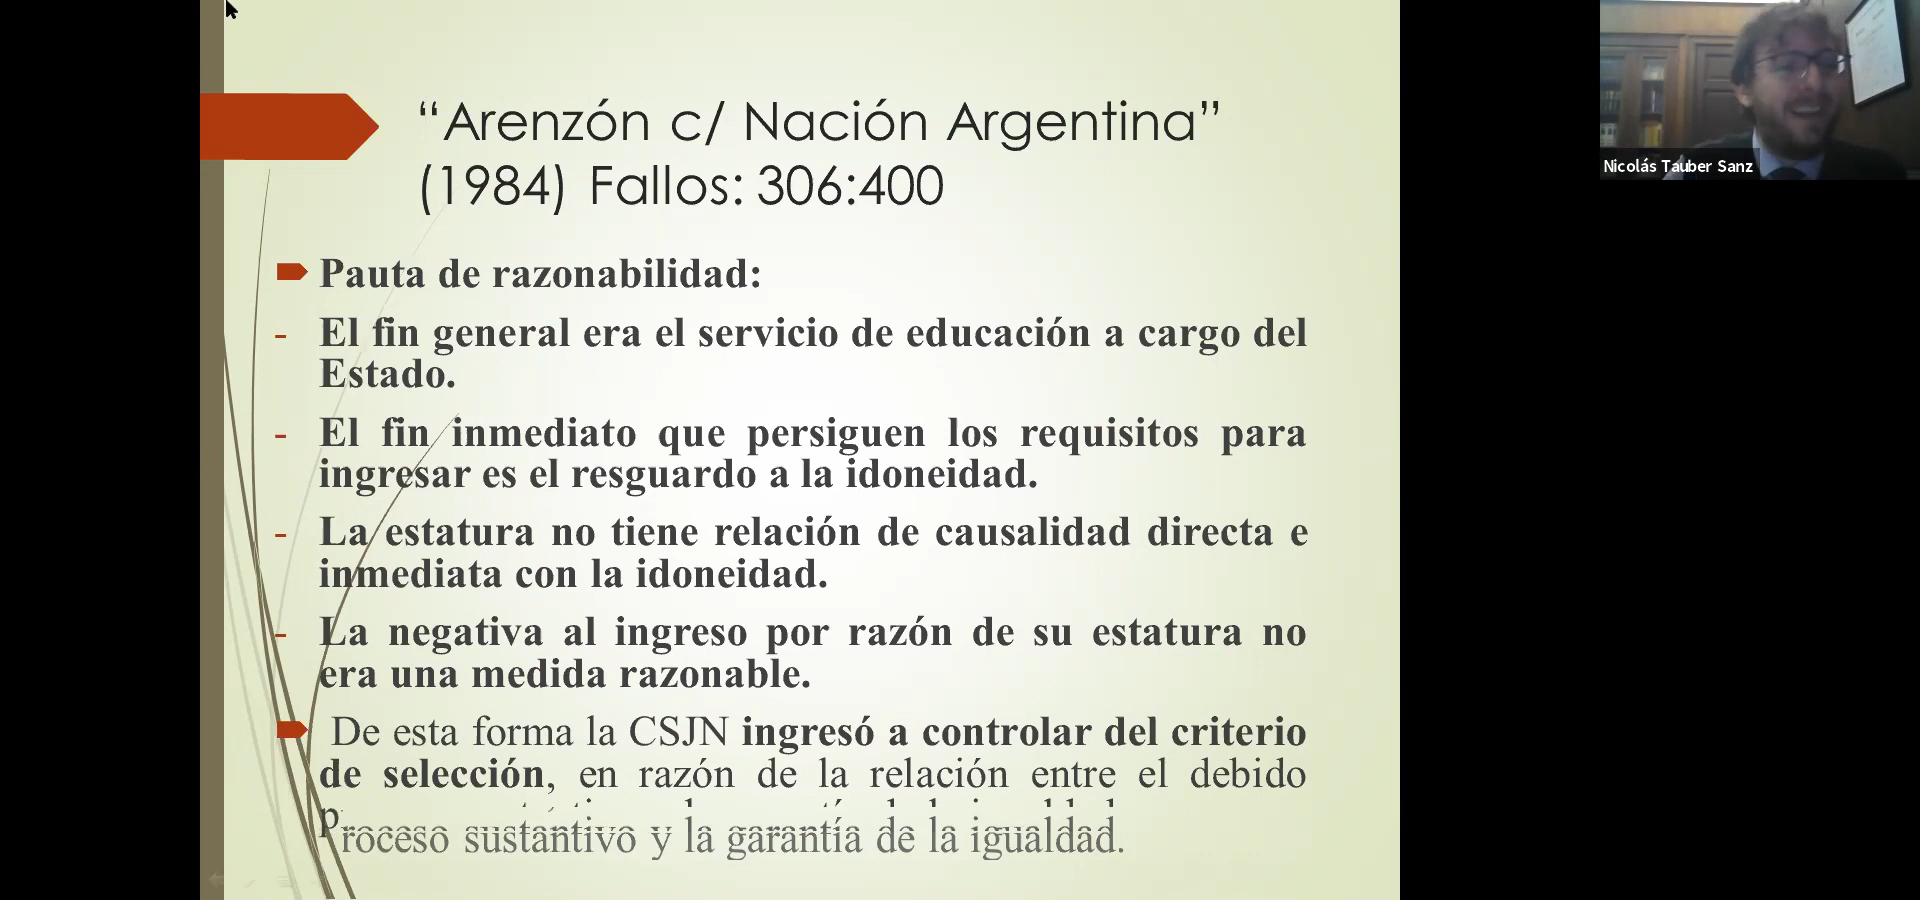 “Arenzón c/ Nación Argentina”
(1984) Fallos: 306:400
Pauta de razonabilidad:
- El fin general era el servicio de educación a cargo del
Estado.
- El fin inmediato que persiguen los requisitos para
ingresar es el resguardo a la idoneidad.
- La estatura no tiene relación de causalidad directa e
inmediata con la idoneidad.
- La negativa al ingreso por razón de su estatura no
era una medida razonable.
De esta forma la CSJN ingresó a controlar del criterio
de selección, en razón de la relación entre el debido
proceso sustantivo y la garantía de la igualdad.
Nicolás Tauber Sanz